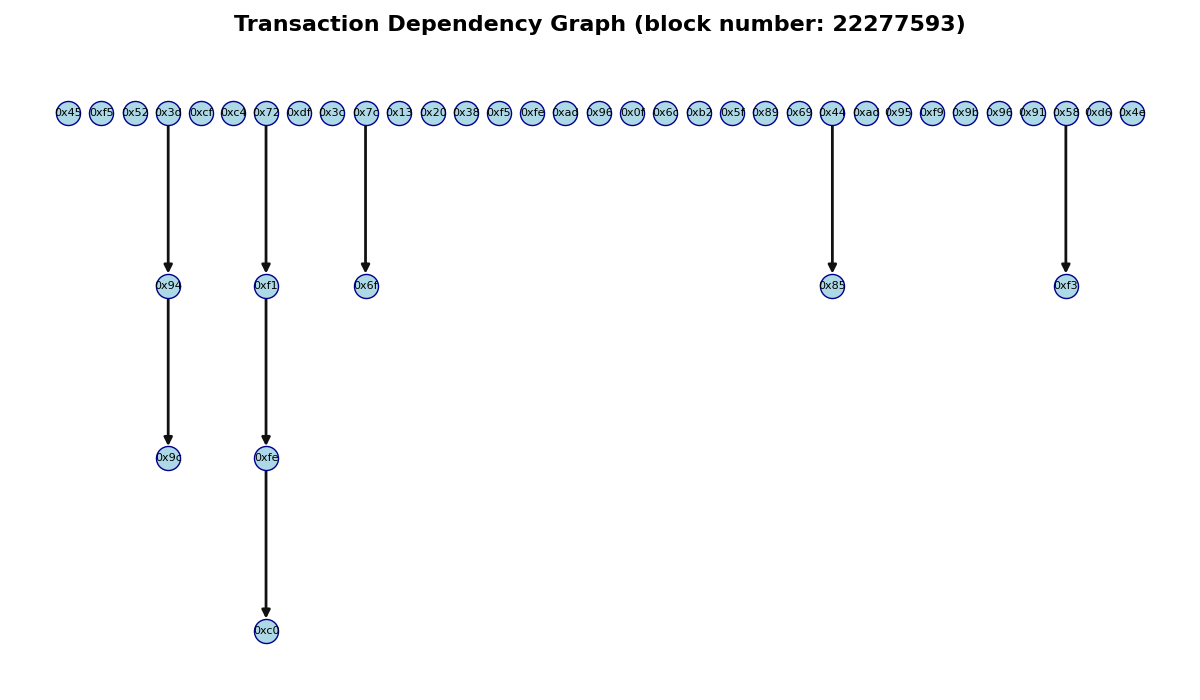 Transaction Dependency Graph (block number: 22277593)
0x45 0xf5 0x52 0x3d 0xcf 0xc4 0x72 0xdf 0x3c 0x7c 0x13 0x20 0x38 0xf5 0xfe 0xad 0x96 0x0f 0x6c 0xb2 0x5f 0x89 0x69 0x44 0xad 0x95 0xf9 0x9b 0x96 0x91 0x58 0xd6 0x4e
0x94 0xf1 0x6f 0x85 0xf3
0x9c 0xfe
0xc0